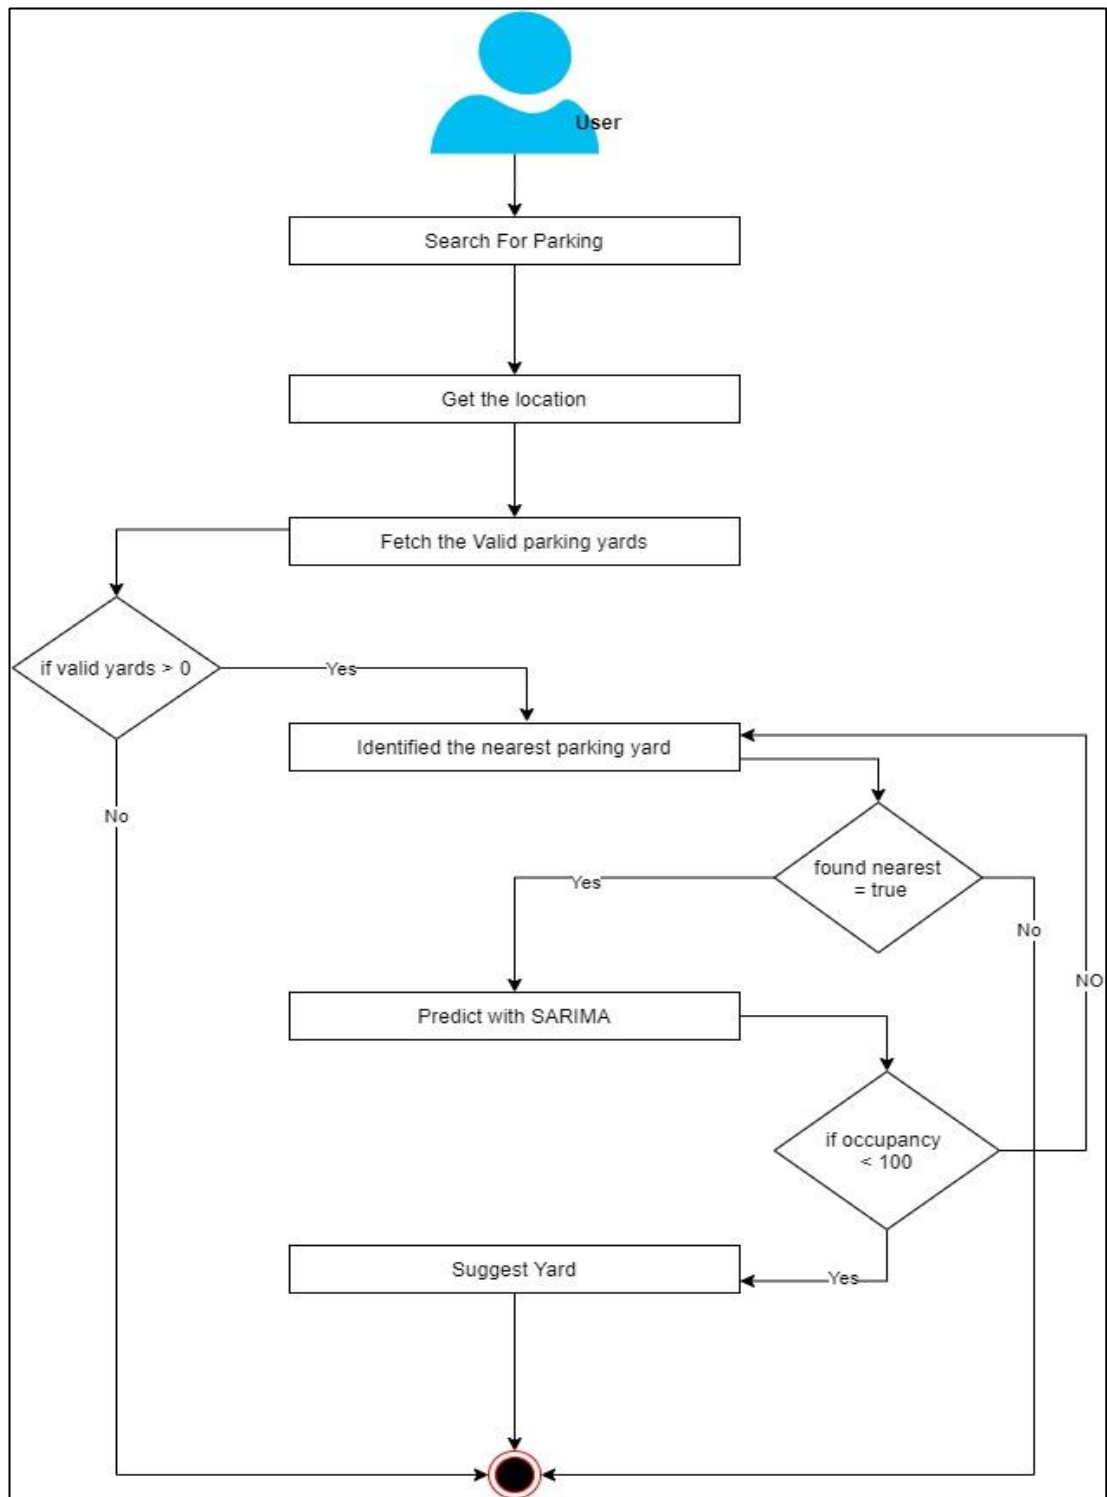 User
Search For Parking
Get the location
Fetch the Valid parking yards
if valid yards > 0
Yes
Identified the nearest parking yard
No
found nearest
= true
Yes
No
NO
Predict with SARIMA
if occupancy
< 100
Suggest Yard
Yes